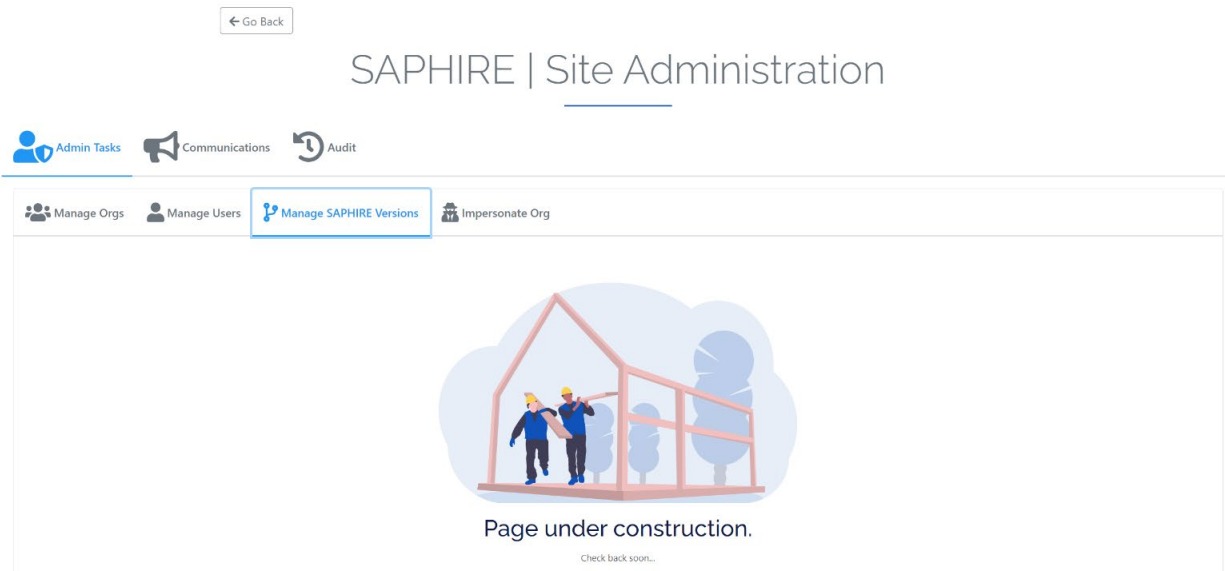 Go Back
SAPHIRE | Site Administration
Admin Tasks Communications Audit
Manage Orgs Manage Users Manage SAPHIRE Versions Impersonate Org
Page under construction.
Check back soon...